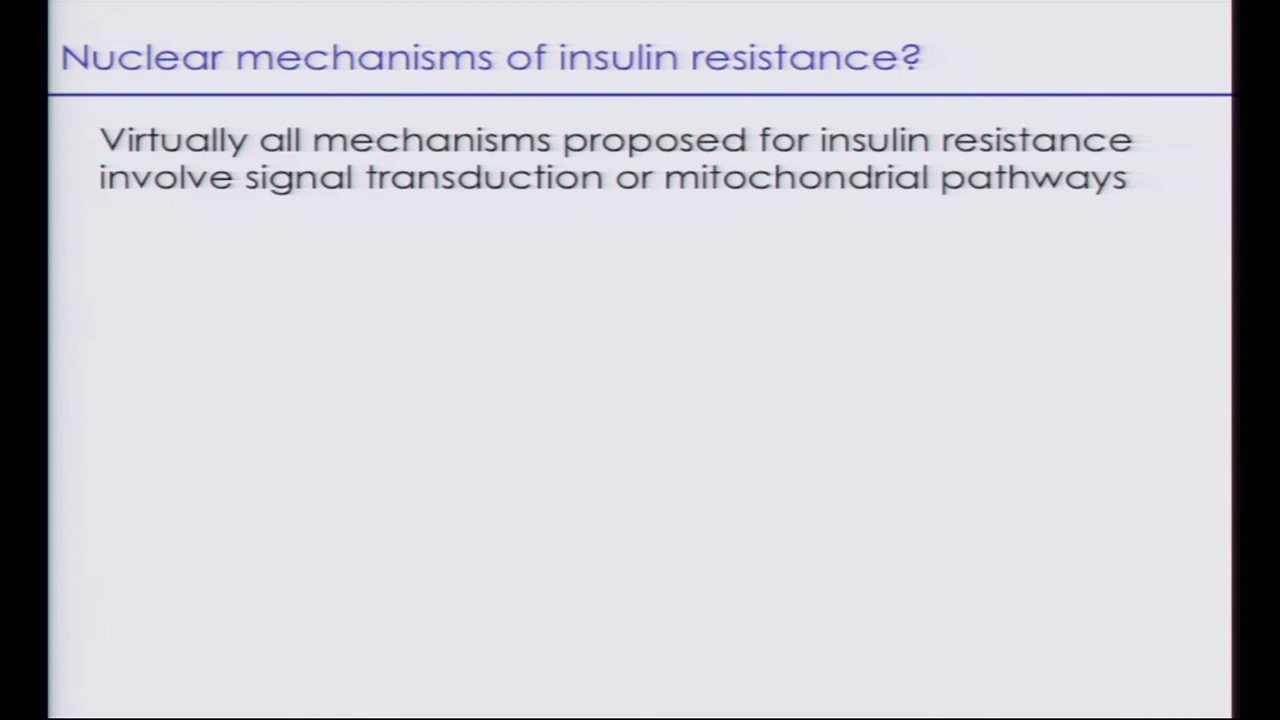 Nuclear mechanisms of insulin resistance?
Virtually all mechanisms proposed for insulin resistance
involve signal transduction or mitochondrial pathways